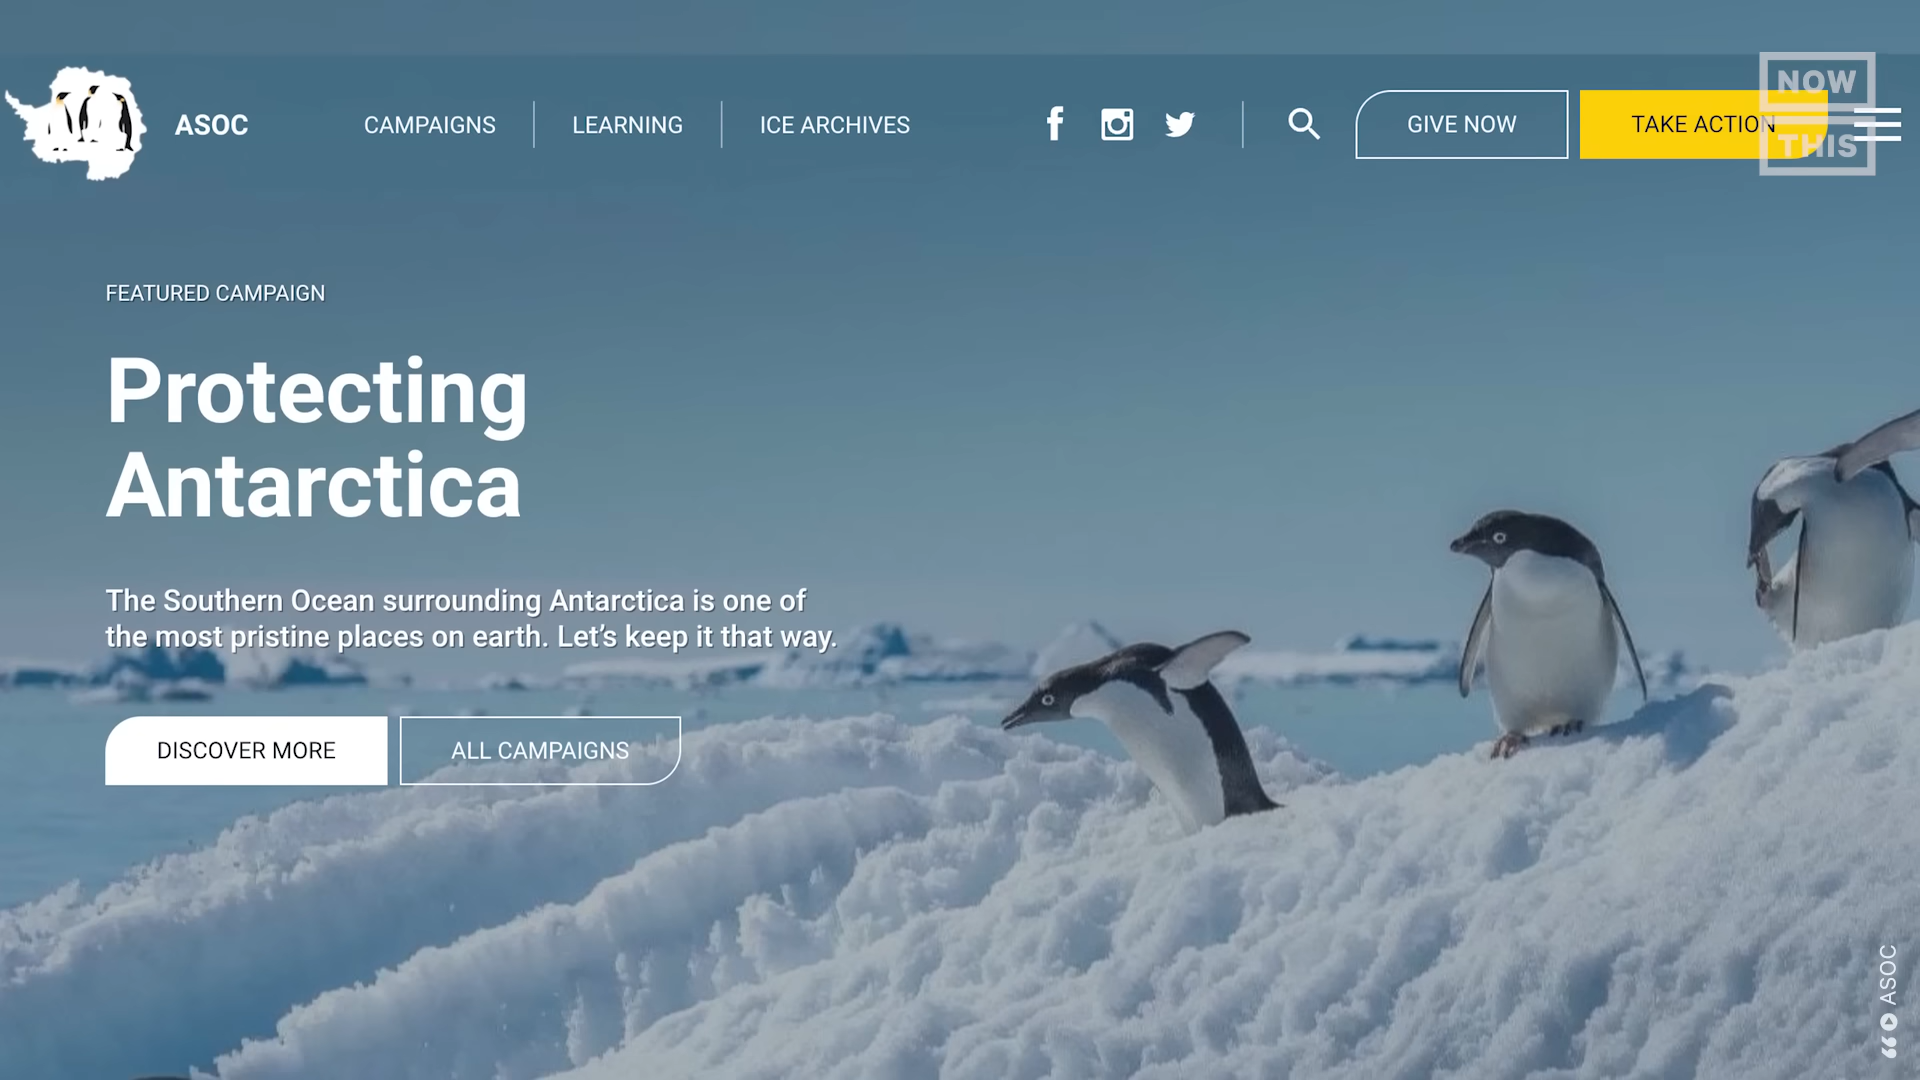 ASOC
CAMPAIGNS
LEARNING
ICE ARCHIVES
GIVE NOW
TAKE ACTION
NOW
THIS
FEATURED CAMPAIGN
Protecting
Antarctica
The Southern Ocean surrounding Antarctica is one of
the most pristine places on earth. Let’s keep it that way.
DISCOVER MORE
ALL CAMPAIGNS
ASOC